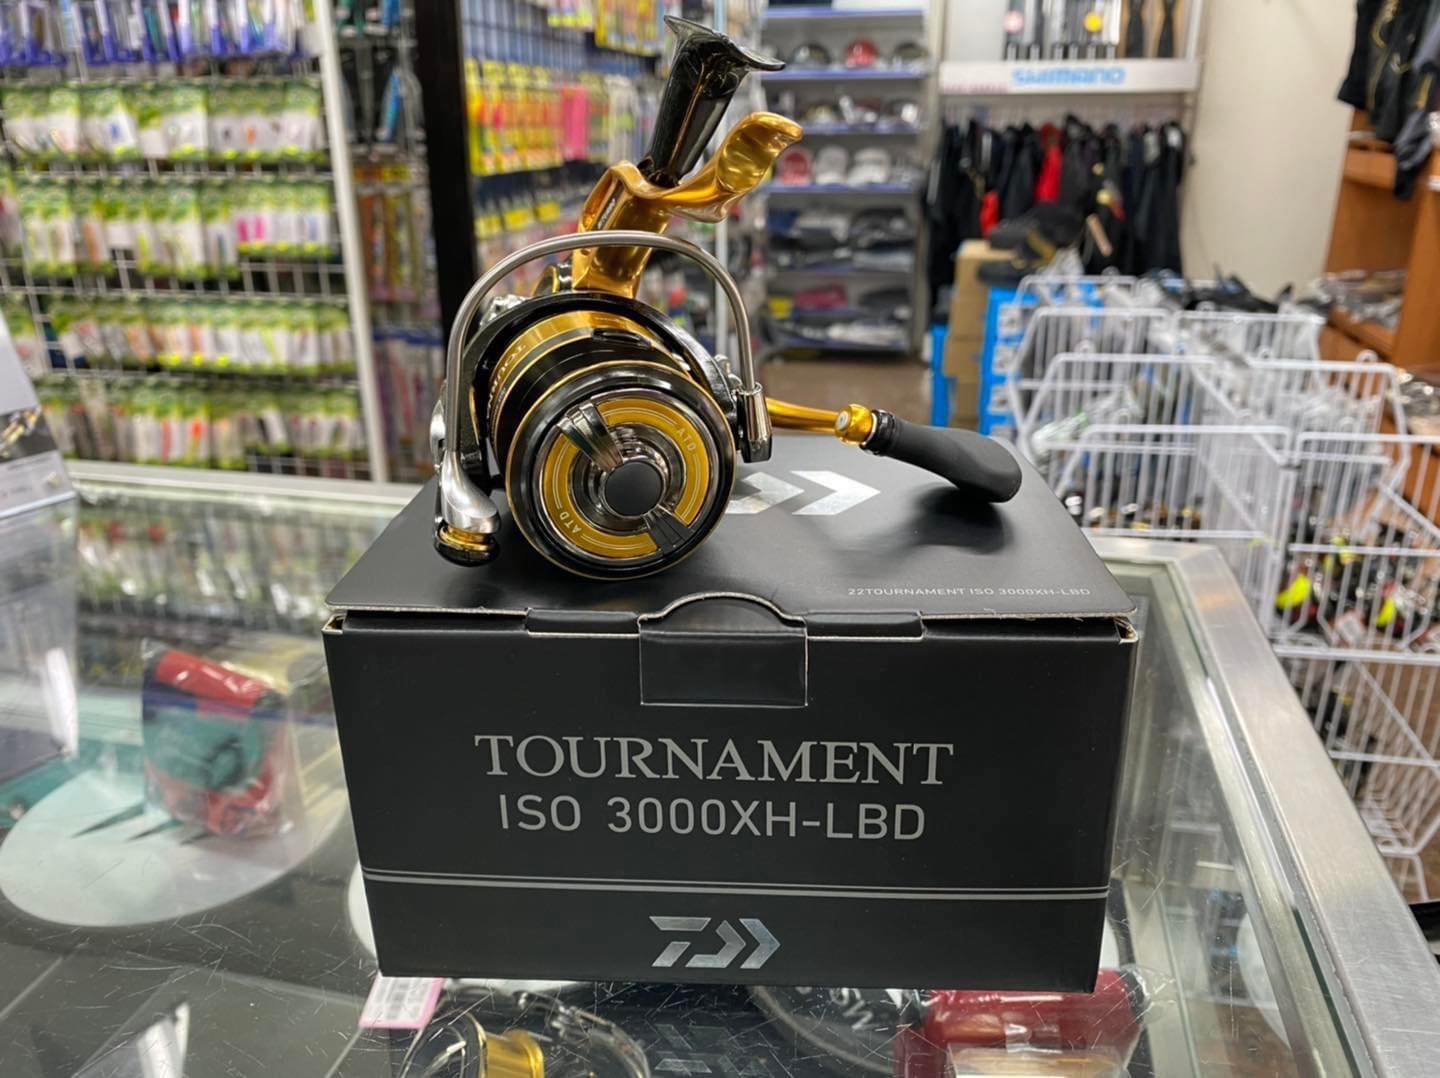 SHIMANO
ATD
ATD
22TOURNAMENT ISO 3000XH-LBD
TOURNAMENT
ISO 3000XH-LBD